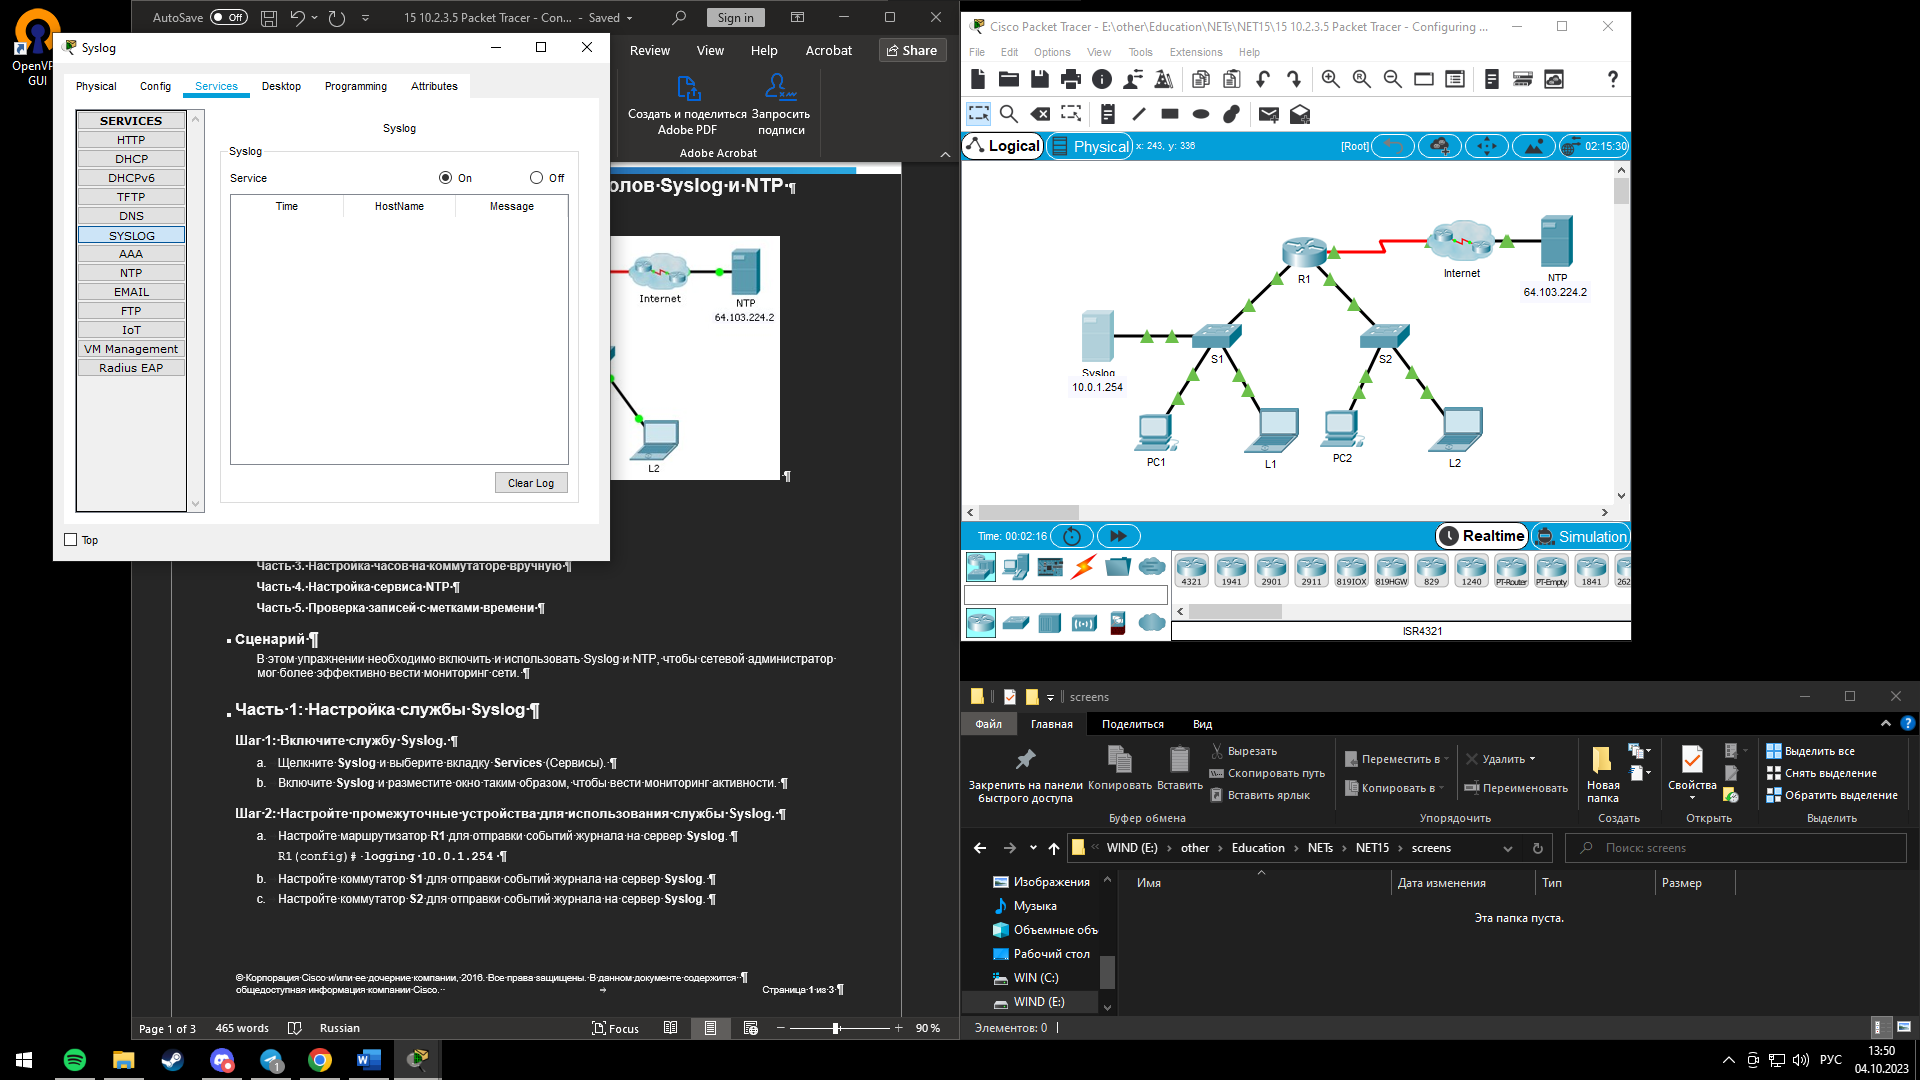 OpenVPN
GUI
AutoSave
Off
15 10.2.3.5 Packet Tracer - Con... - Saved
Sign in
Review
View
Help
Acrobat
Share
Создать и поделиться
Adobe PDF
Запросить
подписи
Adobe Acrobat
Syslog
Physical
Config
Services
Desktop
Programming
Attributes
SERVICES
HTTP
DHCP
DHCPv6
TFTP
DNS
SYSLOG
AAA
NTP
EMAIL
FTP
IoT
VM Management
Radius EAP
Syslog
Syslog
Service
On
Off
Time
HostName
Message
Clear Log
Top
олов·Syslog·и·NTP·¶
Internet
NTP
64.103.224.2
L2
·¶
Часть·3.·Настройка·часов·на·коммутаторе·вручную·¶
Часть·4.·Настройка·сервиса·NTP·¶
Часть·5.·Проверка·записей·с·метками·времени·¶
Сценарий·¶
В·этом·упражнении·необходимо·включить·и·использовать·Syslog·и·NTP,·чтобы·сетевой·администратор·
мог·более·эффективно·вести·мониторинг·сети.·¶
Часть·1:·Настройка·службы·Syslog·¶
Шаг·1:·Включите·службу·Syslog.·¶
a. Щелкните·Syslog·и·выберите·вкладку·Services·(Сервисы).·¶
b. Включите·Syslog·и·разместите·окно·таким·образом,·чтобы·вести·мониторинг·активности.·¶
Шаг·2:·Настройте·промежуточные·устройства·для·использования·службы·Syslog.·¶
a. Настройте·маршрутизатор·R1·для·отправки·событий·журнала·на·сервер·Syslog.·¶
R1(config)#·logging·10.0.1.254·¶
b. Настройте·коммутатор·S1·для·отправки·событий·журнала·на·сервер·Syslog.·¶
c. Настройте·коммутатор·S2·для·отправки·событий·журнала·на·сервер·Syslog.·¶
©·Корпорация·Cisco·и/или·ее·дочерние·компании,·2016.·Все·права·защищены.·В·данном·документе·содержится·¶
общедоступная·информация·компании·Cisco.·· → Страница·1·из·3·¶
Page 1 of 3
465 words
Russian
Focus
90 %
Cisco Packet Tracer - E:\other\Education\NETs\NET15\15 10.2.3.5 Packet Tracer - Configuring ...
File
Edit
Options
View
Tools
Extensions
Help
Logical
Physical
x: 243, y: 336
[Root]
02:15:30
R1
Internet
NTP
64.103.224.2
Syslog
10.0.1.254
S1
S2
PC1
L1
PC2
L2
Time: 00:02:16
Realtime
Simulation
4321
1941
2901
2911
819IOX
819HGW
829
1240
PT-Router
PT-Empty
1841
262
ISR4321
screens
Файл
Главная
Поделиться
Вид
Закрепить на панели
быстрого доступа
Копировать
Вставить
Вырезать
Скопировать путь
Вставить ярлык
Буфер обмена
Переместить в
Копировать в
Удалить
Переименовать
Упорядочить
Новая
папка
Создать
Свойства
Открыть
Выделить все
Снять выделение
Обратить выделение
Выделить
WIND (E:)
other
Education
NETs
NET15
screens
Поиск: screens
Изображения
Музыка
Объемные объ
Рабочий стол
WIN (C:)
WIND (E:)
Имя
Дата изменения
Тип
Размер
Эта папка пуста.
Элементов: 0
1
РУС
13:50
04.10.2023